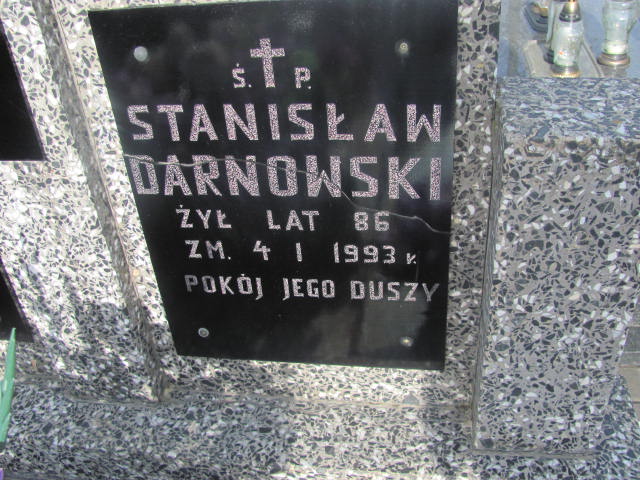 Ś. P.
STANISŁAW
DARNOWSKI
ŻYŁ LAT 86
ZM. 4 I 1993 r.
POKÓJ JEGO DUSZY